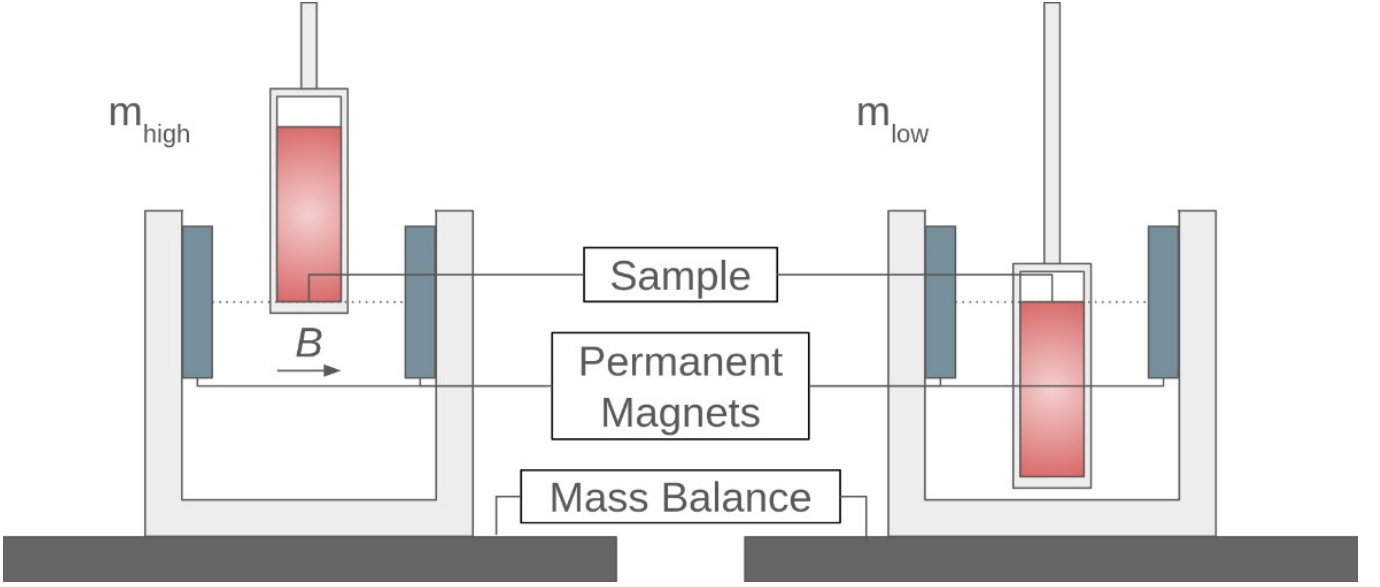 m_high
m_low
Sample
B
Permanent
Magnets
Mass Balance